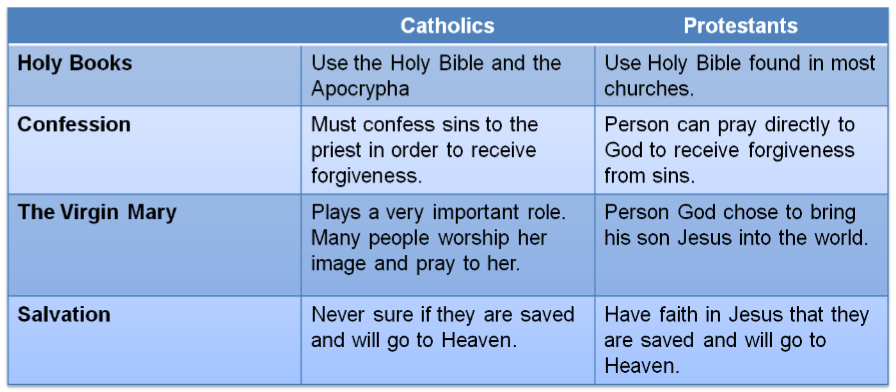 Catholics
Protestants
Holy Books
Use the Holy Bible and the
Apocrypha
Use Holy Bible found in most
churches.
Confession
Must confess sins to the
priest in order to receive
forgiveness.
Person can pray directly to
God to receive forgiveness
from sins.
The Virgin Mary
Plays a very important role.
Many people worship her
image and pray to her.
Person God chose to bring
his son Jesus into the world.
Salvation
Never sure if they are saved
and will go to Heaven.
Have faith in Jesus that they
are saved and will go to
Heaven.